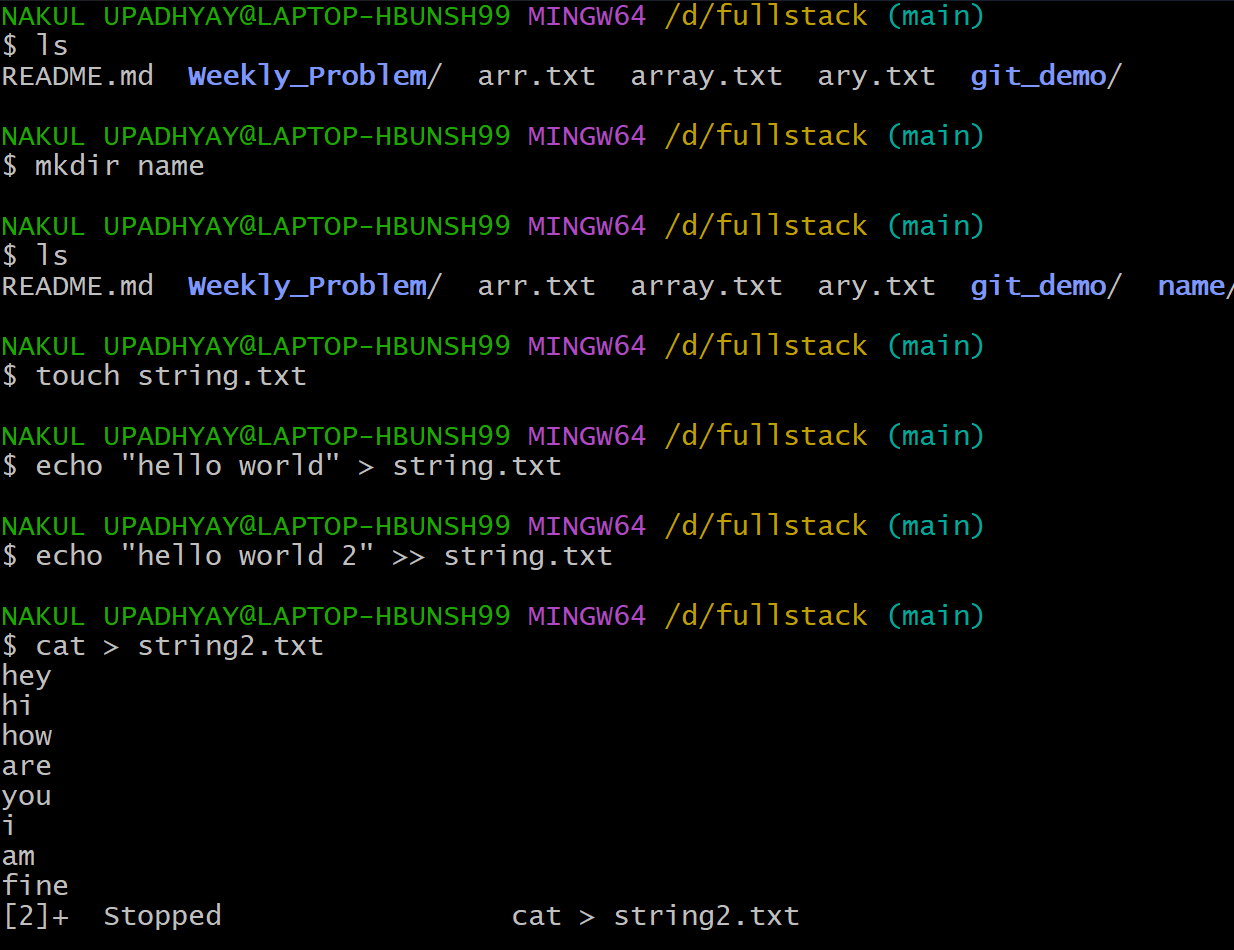 NAKUL UPADHYAY@LAPTOP-HBUNSH99 MINGW64 /d/fullstack (main)
$ ls
README.md  Weekly_Problem/  arr.txt  array.txt  ary.txt  git_demo/
NAKUL UPADHYAY@LAPTOP-HBUNSH99 MINGW64 /d/fullstack (main)
$ mkdir name
NAKUL UPADHYAY@LAPTOP-HBUNSH99 MINGW64 /d/fullstack (main)
$ ls
README.md  Weekly_Problem/  arr.txt  array.txt  ary.txt  git_demo/  name/
NAKUL UPADHYAY@LAPTOP-HBUNSH99 MINGW64 /d/fullstack (main)
$ touch string.txt
NAKUL UPADHYAY@LAPTOP-HBUNSH99 MINGW64 /d/fullstack (main)
$ echo "hello world" > string.txt
NAKUL UPADHYAY@LAPTOP-HBUNSH99 MINGW64 /d/fullstack (main)
$ echo "hello world 2" >> string.txt
NAKUL UPADHYAY@LAPTOP-HBUNSH99 MINGW64 /d/fullstack (main)
$ cat > string2.txt
hey
hi
how
are
you
i
am
fine
[2]+  Stopped                 cat > string2.txt